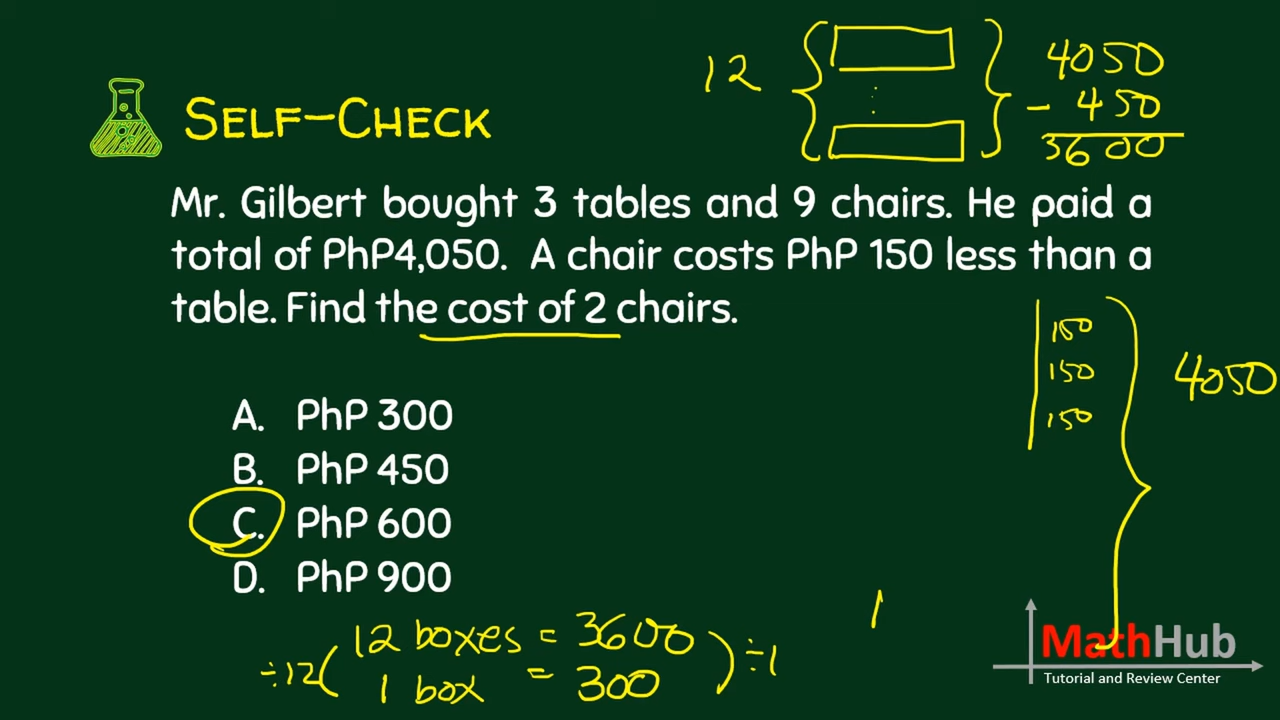 12
4050
- 450
3600
SELF-CHECK
Mr. Gilbert bought 3 tables and 9 chairs. He paid a
total of PhP4,050. A chair costs PhP 150 less than a
table. Find the cost of 2 chairs.
150
150
150
4050
A. PhP 300
B. PhP 450
C. PhP 600
D. PhP 900
12 boxes = 3600
÷12 ( ) ÷1
1 box = 300
MathHub
Tutorial and Review Center